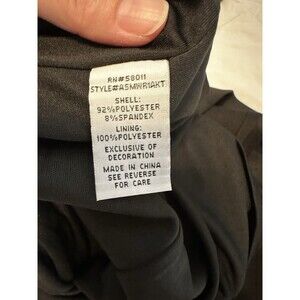 RN#58011
STYLE#ASMWR1AKT
SHELL:
92%POLYESTER
8%SPANDEX
LINING:
100%POLYESTER
EXCLUSIVE OF
DECORATION
MADE IN CHINA
SEE REVERSE
FOR CARE